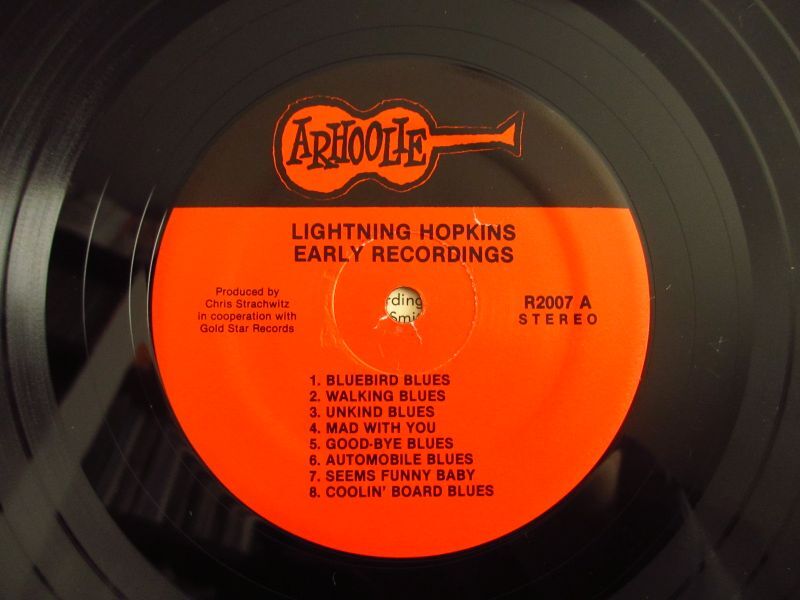 ARHOOLIE
LIGHTNING HOPKINS
EARLY RECORDINGS
Produced by
Chris Strachwitz
in cooperation with
Gold Star Records
rding
Smi
R2007 A
STEREO
1. BLUEBIRD BLUES
2. WALKING BLUES
3. UNKIND BLUES
4. MAD WITH YOU
5. GOOD-BYE BLUES
6. AUTOMOBILE BLUES
7. SEEMS FUNNY BABY
8. COOLIN' BOARD BLUES